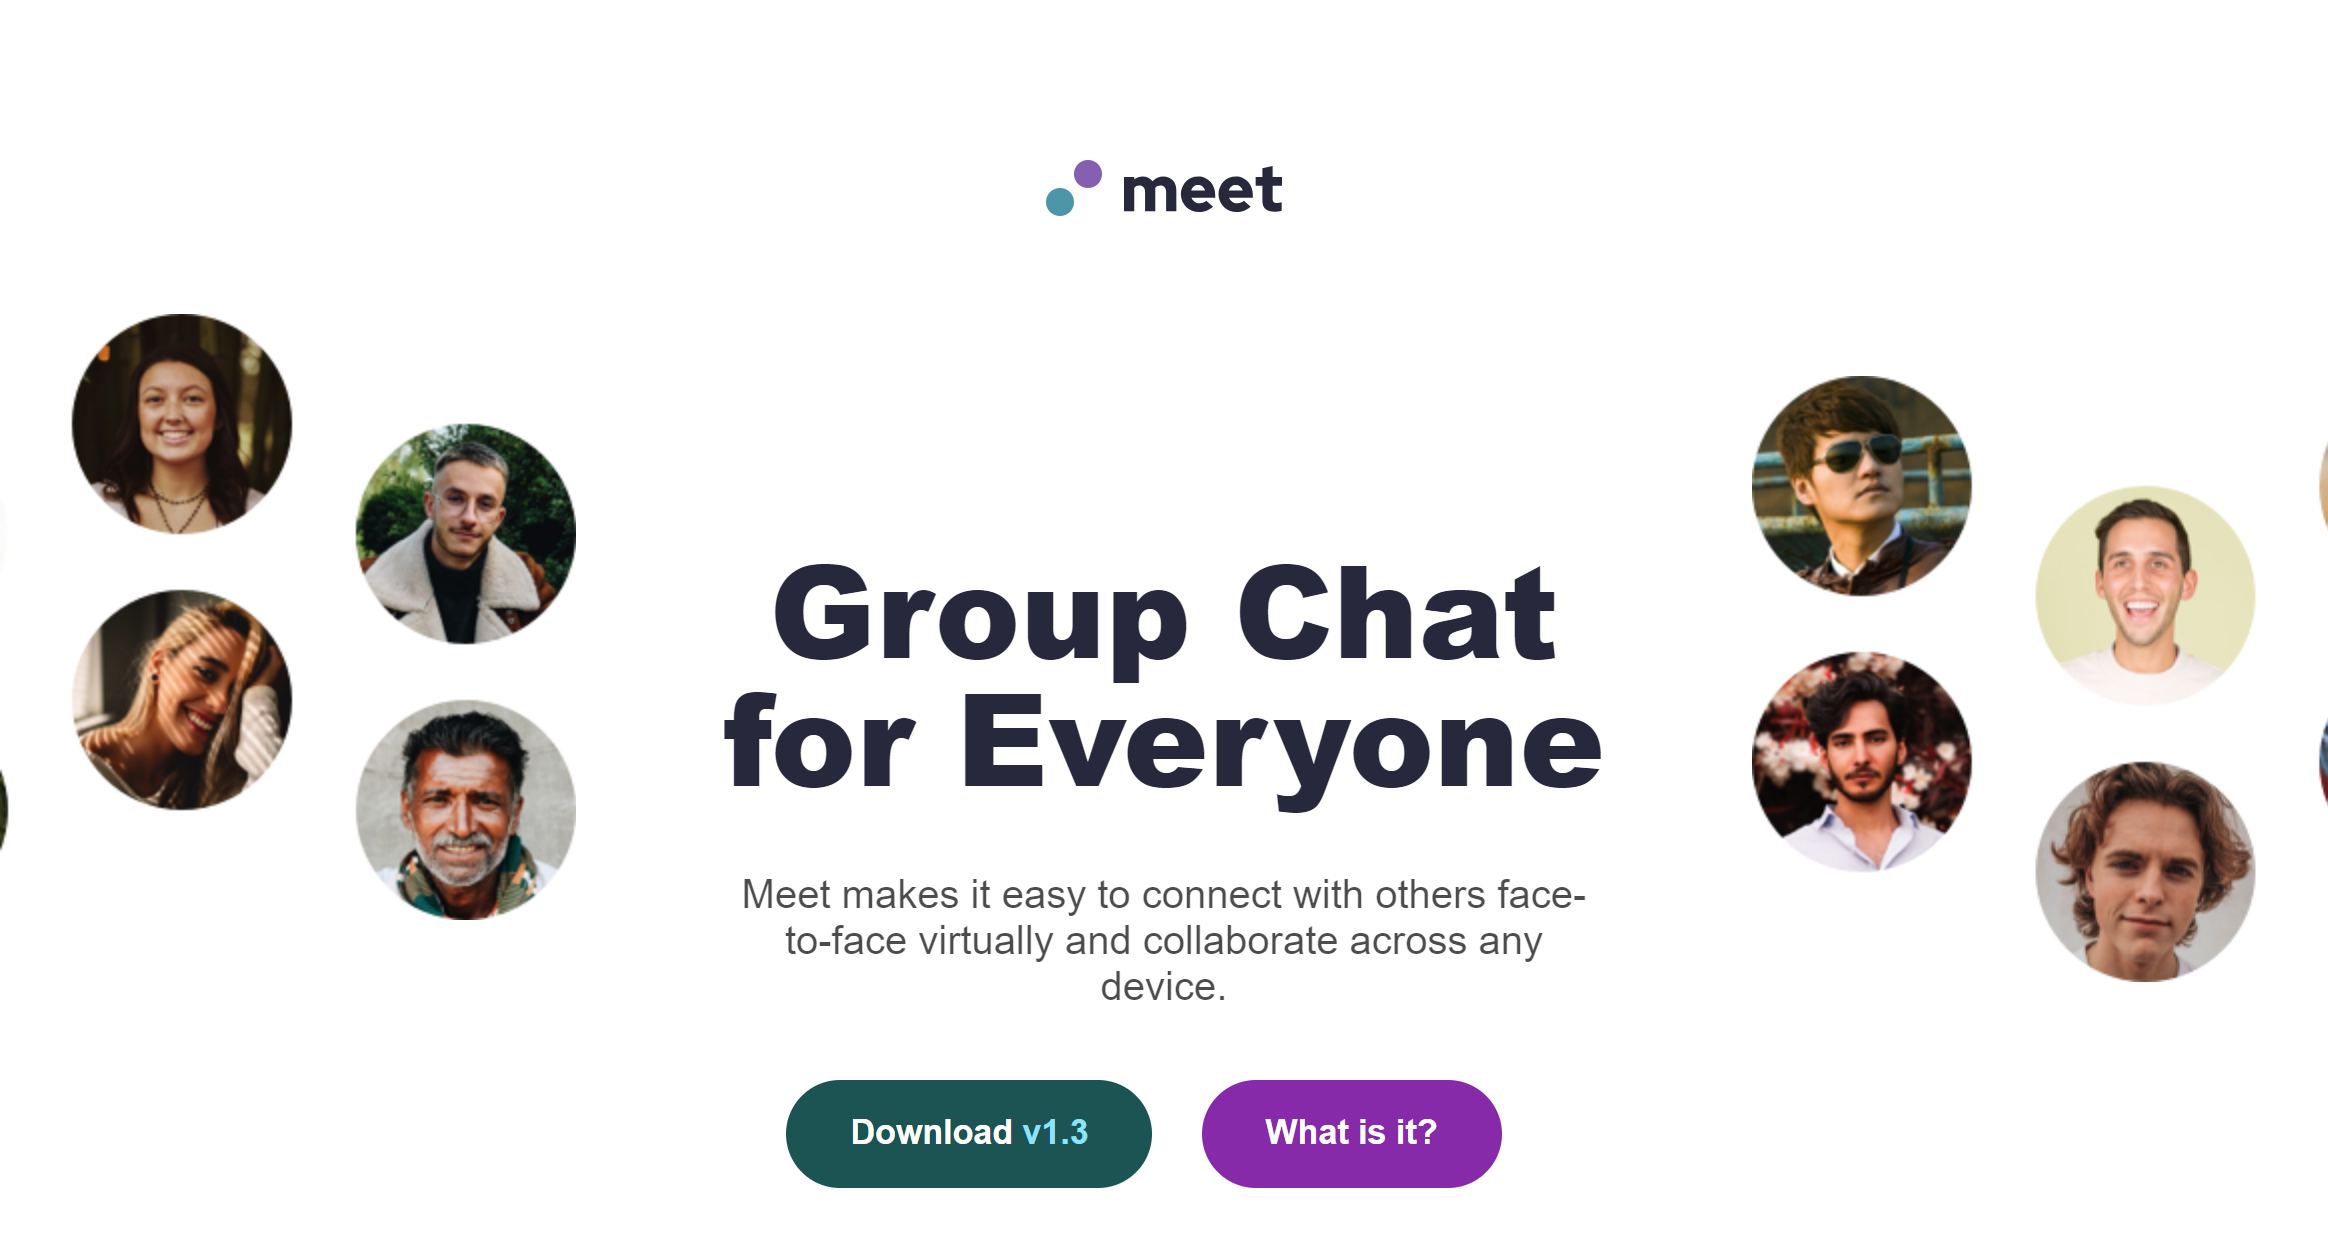 meet
Group Chat
for Everyone
Meet makes it easy to connect with others face-
to-face virtually and collaborate across any
device.
Download v1.3
What is it?